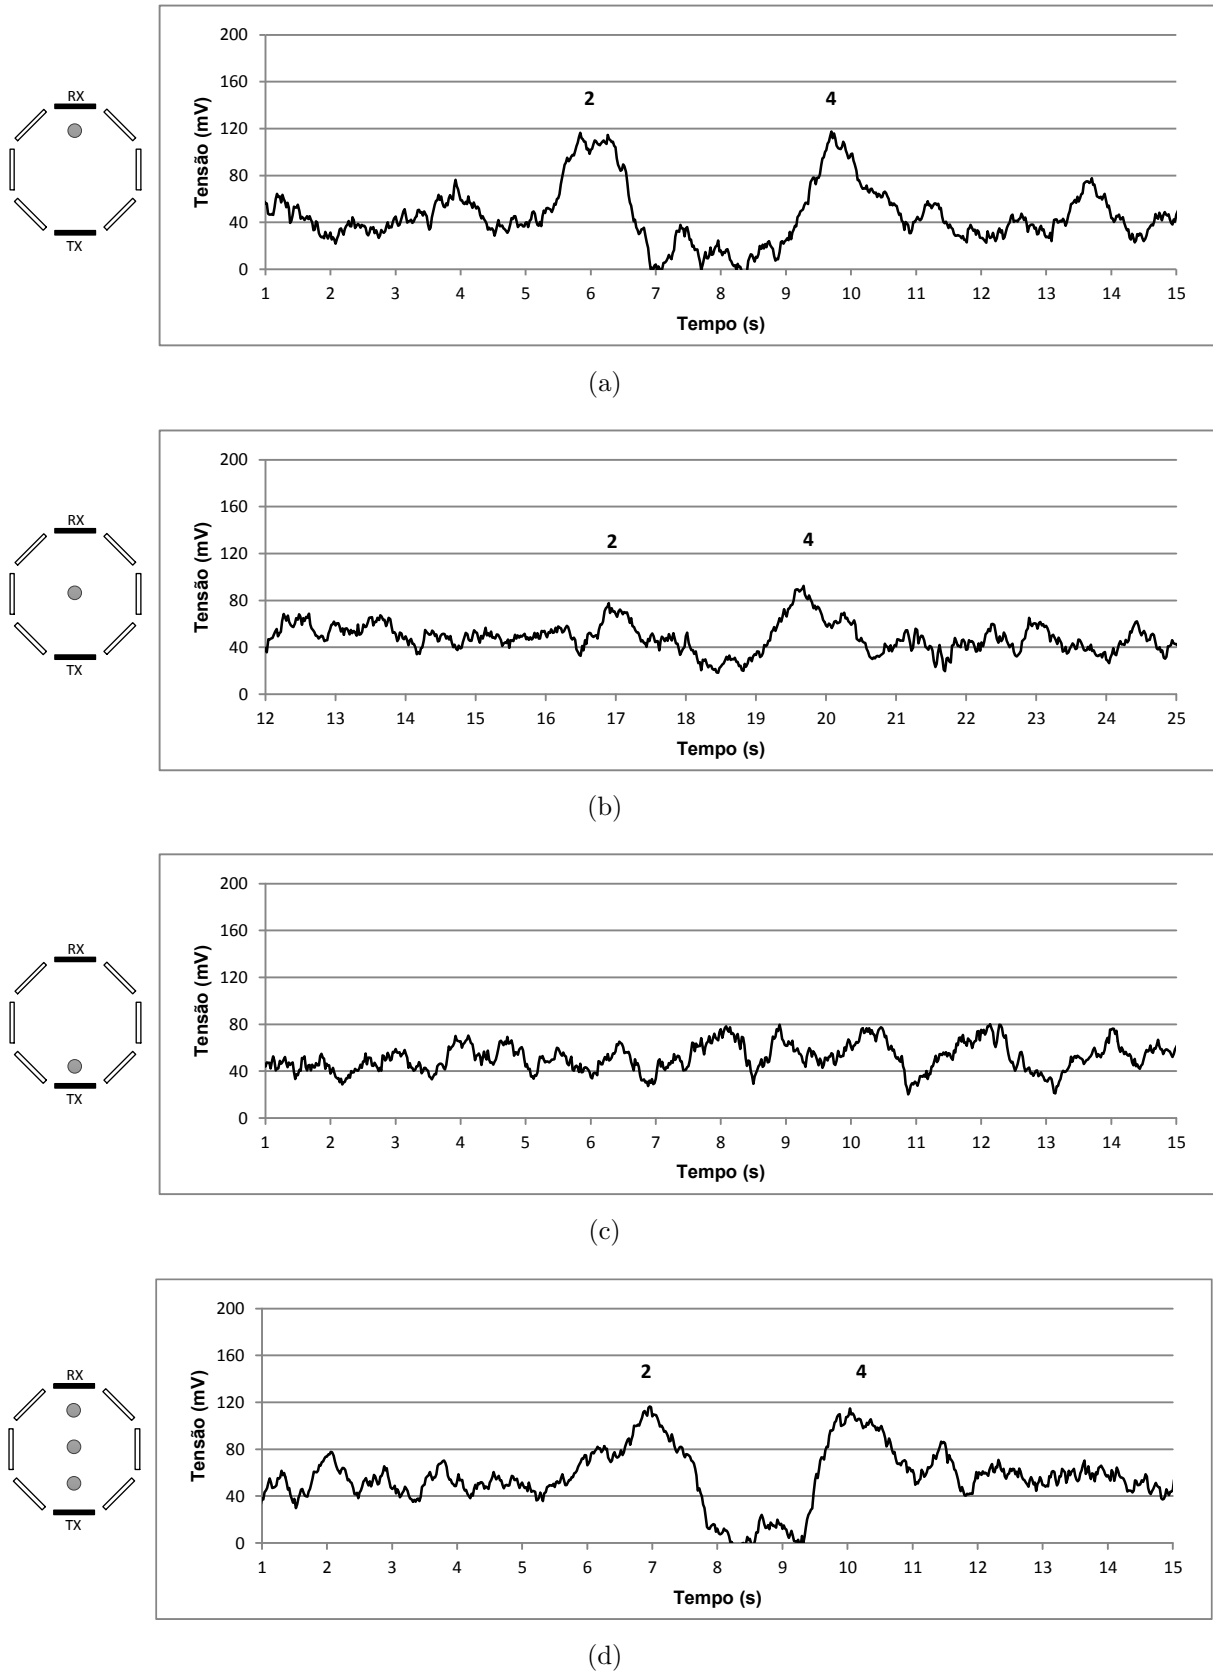 200
160
120
80
40
0
Tensão (mV)
RX
TX
2
4
1 2 3 4 5 6 7 8 9 10 11 12 13 14 15
Tempo (s)
(a)
200
160
120
80
40
0
Tensão (mV)
RX
TX
2
4
12 13 14 15 16 17 18 19 20 21 22 23 24 25
Tempo (s)
(b)
200
160
120
80
40
0
Tensão (mV)
RX
TX
1 2 3 4 5 6 7 8 9 10 11 12 13 14 15
Tempo (s)
(c)
200
160
120
80
40
0
Tensão (mV)
RX
TX
2
4
1 2 3 4 5 6 7 8 9 10 11 12 13 14 15
Tempo (s)
(d)